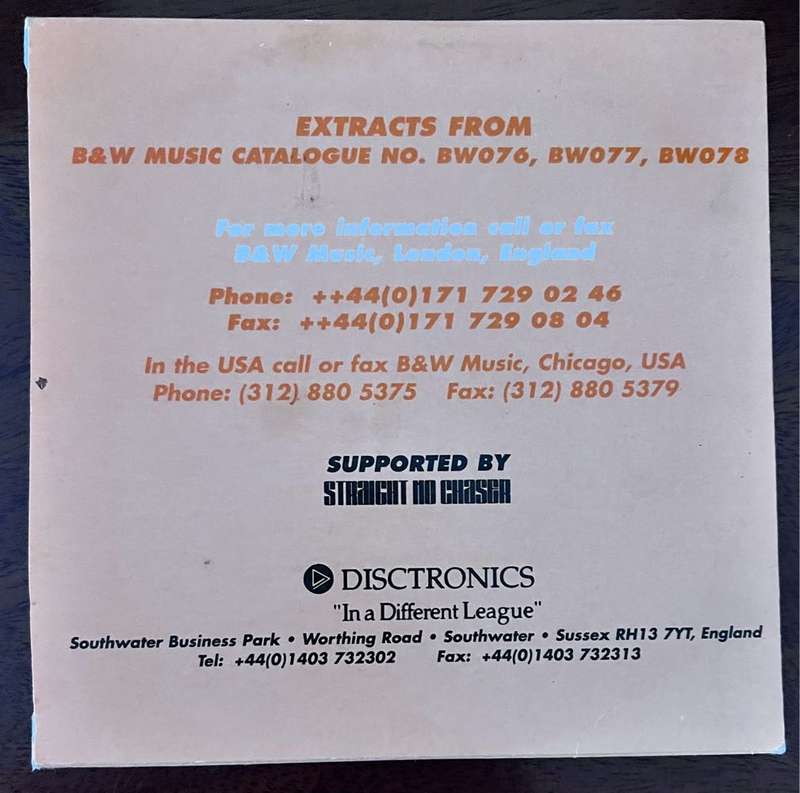 EXTRACTS FROM
B&W MUSIC CATALOGUE NO. BW076, BW077, BW078
For more information call or fax
B&W Music, London, England
Phone: ++44(0)171 729 02 46
Fax: ++44(0)171 729 08 04
In the USA call or fax B&W Music, Chicago, USA
Phone: (312) 880 5375 Fax: (312) 880 5379
SUPPORTED BY
STRAIGHT NO CHASER
DISCTRONICS
"In a Different League"
Southwater Business Park • Worthing Road • Southwater • Sussex RH13 7YT, England
Tel: +44(0)1403 732302 Fax: +44(0)1403 732313